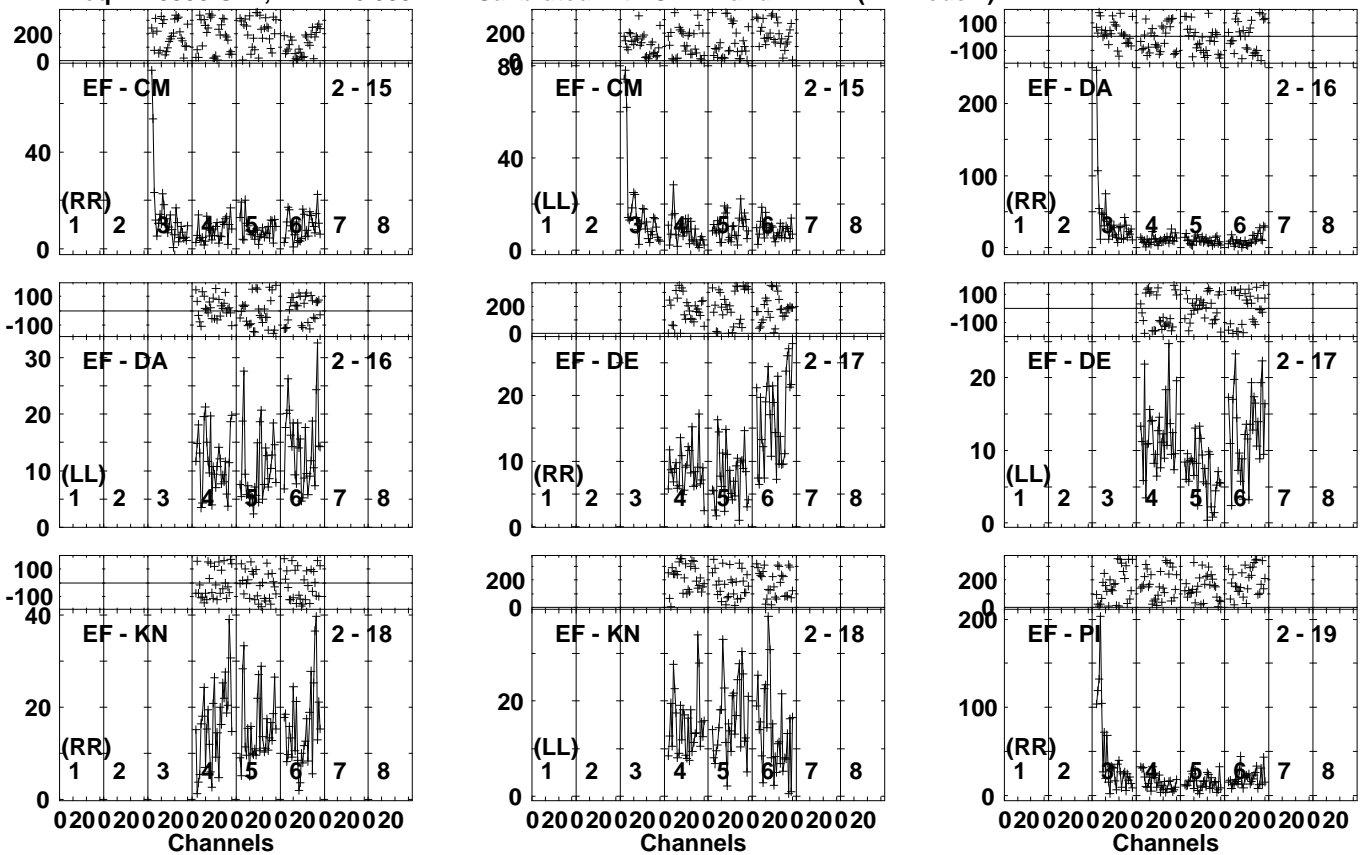 200 0
EF - CM 2 - 15
40 0
(RR)
1 2 3 4 5 6 7 8
200 0
80 40 0
EF - CM 2 - 15
(LL)
1 2 3 4 5 6 7 8
100 -100
200 100 0
EF - DA 2 - 16
(RR)
1 2 3 4 5 6 7 8
100 -100
30 20 10 0
EF - DA 2 - 16
(LL)
1 2 3 4 5 6 7 8
200 0
20 10 0
EF - DE 2 - 17
(RR)
1 2 3 4 5 6 7 8
100 -100
20 10 0
EF - DE 2 - 17
(LL)
1 2 3 4 5 6 7 8
100 -100
40 20 0
EF - KN 2 - 18
(RR)
1 2 3 4 5 6 7 8
0 20 0 20 0 20 0 20 0 20 0 20 0 20 0 20
Channels
200 0
20 0
EF - KN 2 - 18
(LL)
1 2 3 4 5 6 7 8
0 20 0 20 0 20 0 20 0 20 0 20 0 20 0 20
Channels
200 0
200 100 0
EF - PI 2 - 19
(RR)
1 2 3 4 5 6 7 8
0 20 0 20 0 20 0 20 0 20 0 20 0 20 0 20
Channels